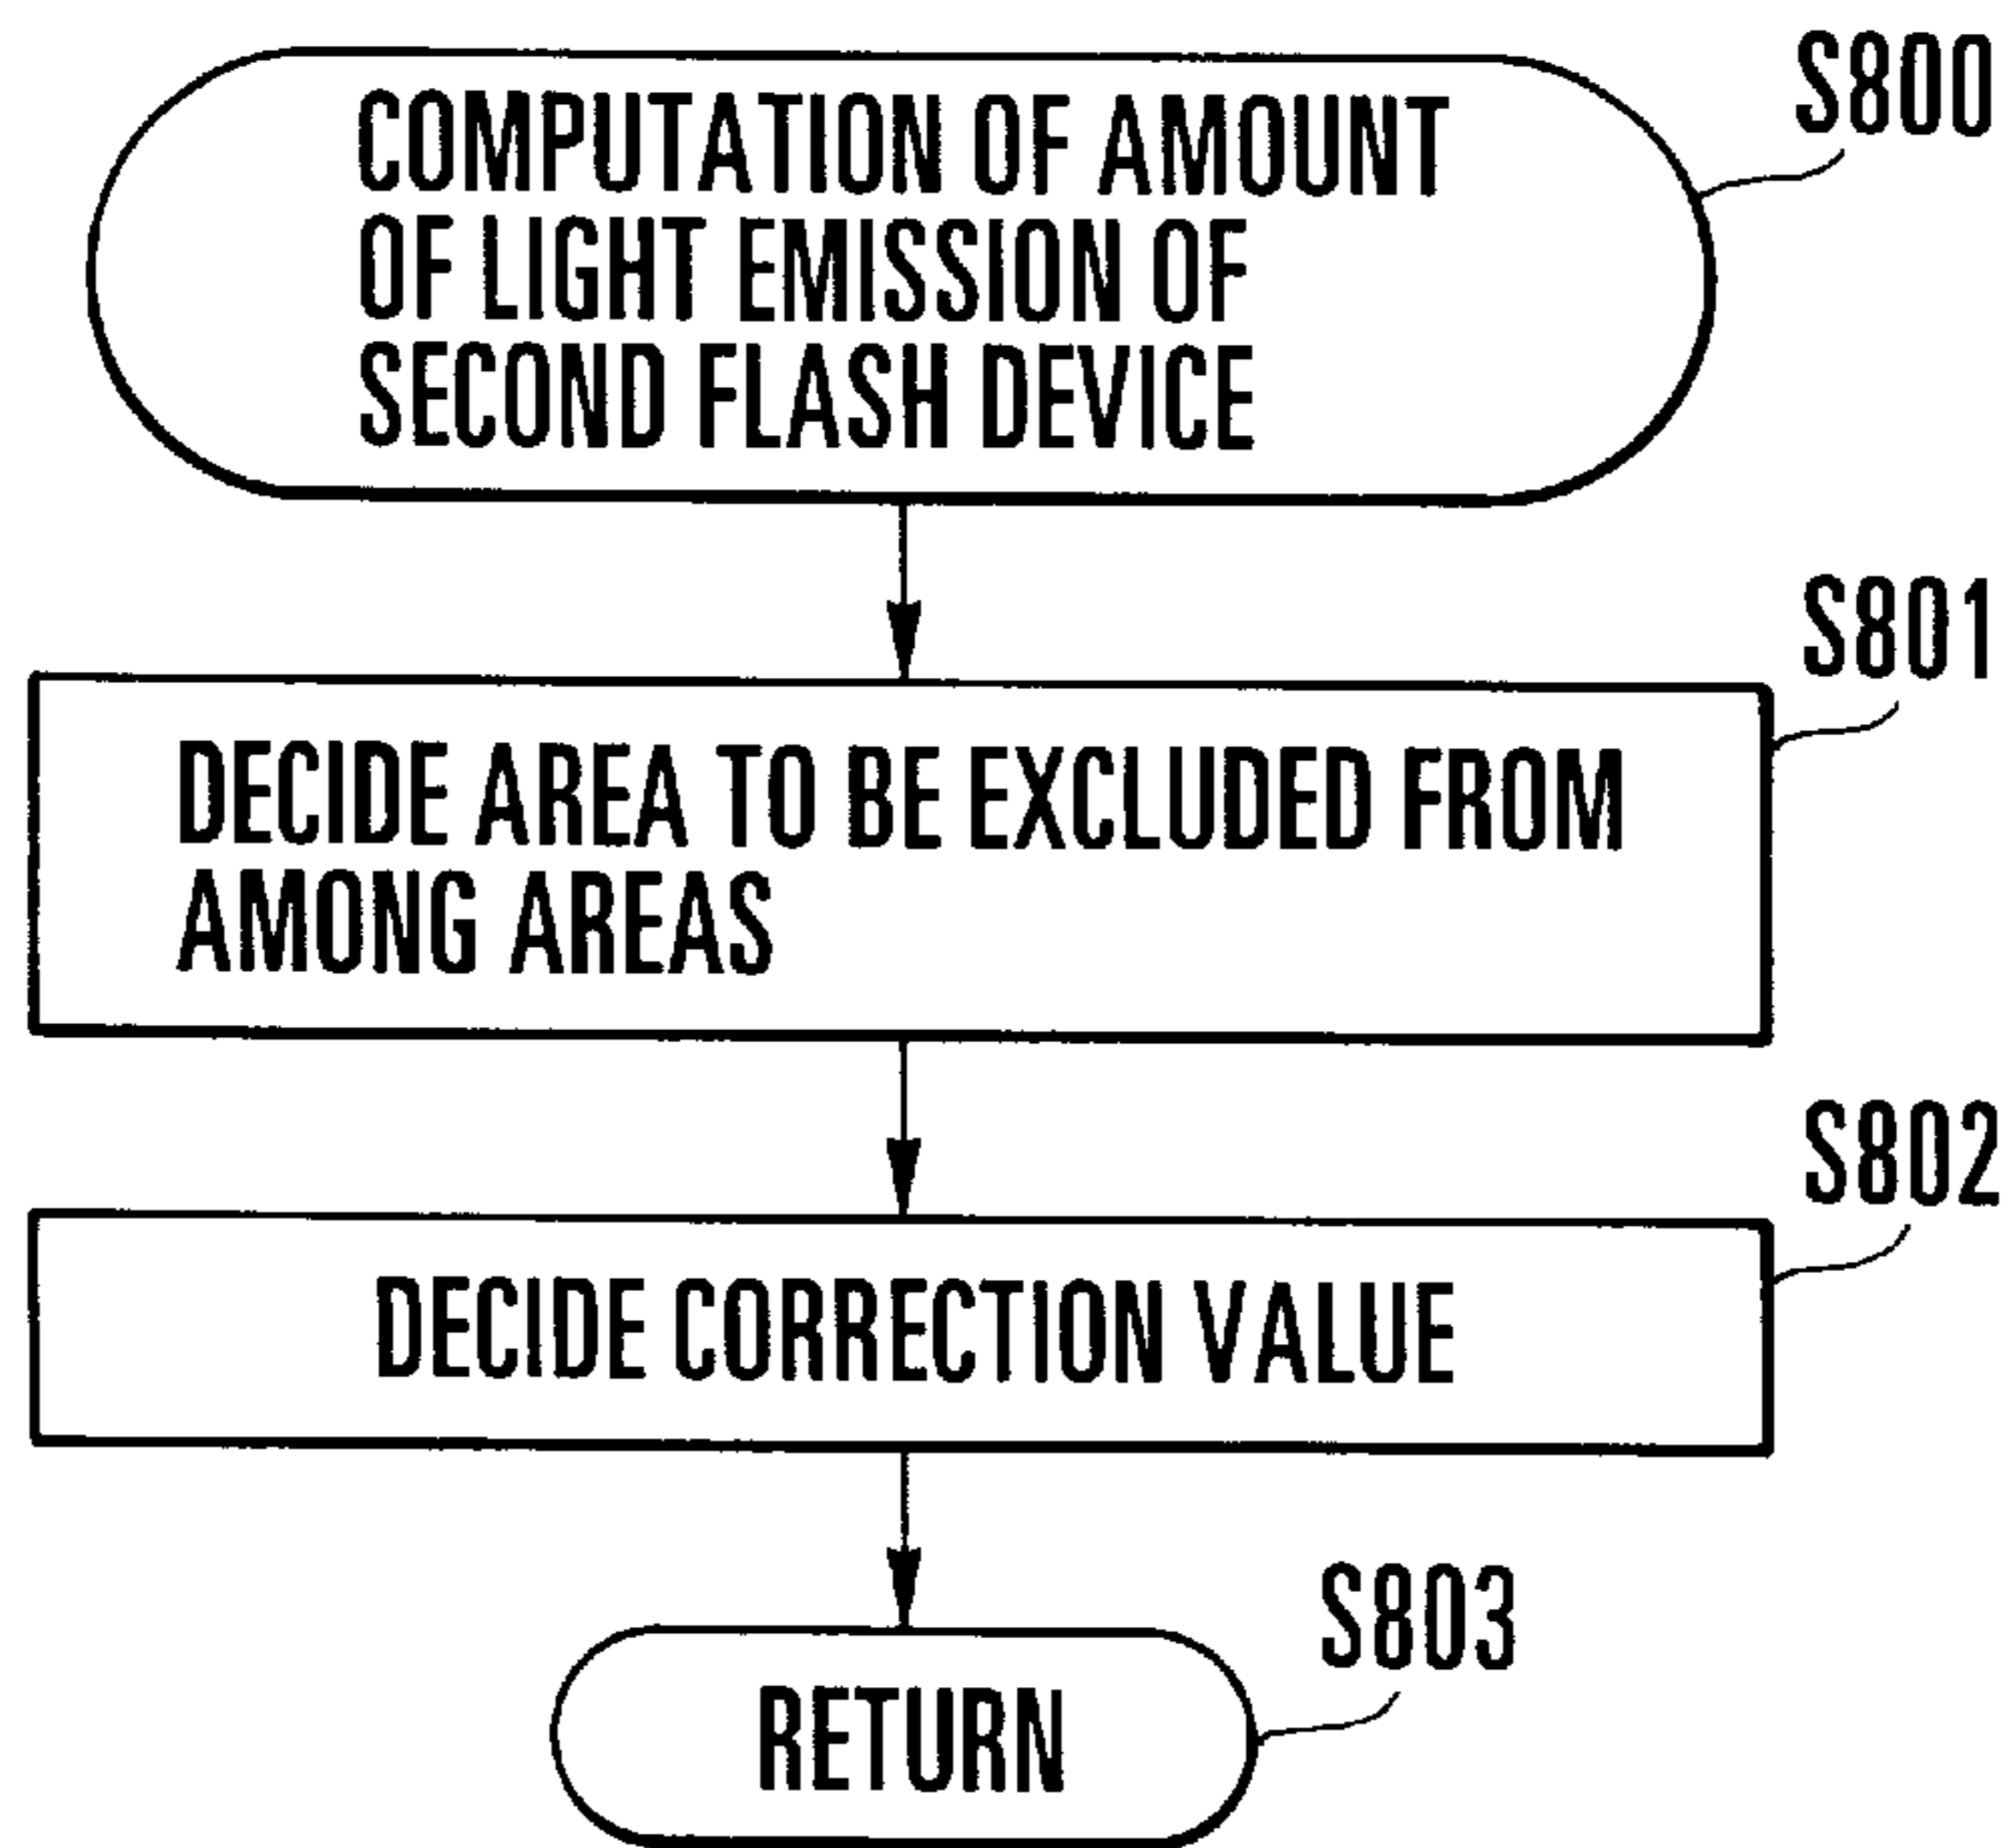 S800
COMPUTATION OF AMOUNT
OF LIGHT EMISSION OF
SECOND FLASH DEVICE
S801
DECIDE AREA TO BE EXCLUDED FROM
AMONG AREAS
S802
DECIDE CORRECTION VALUE
S803
RETURN